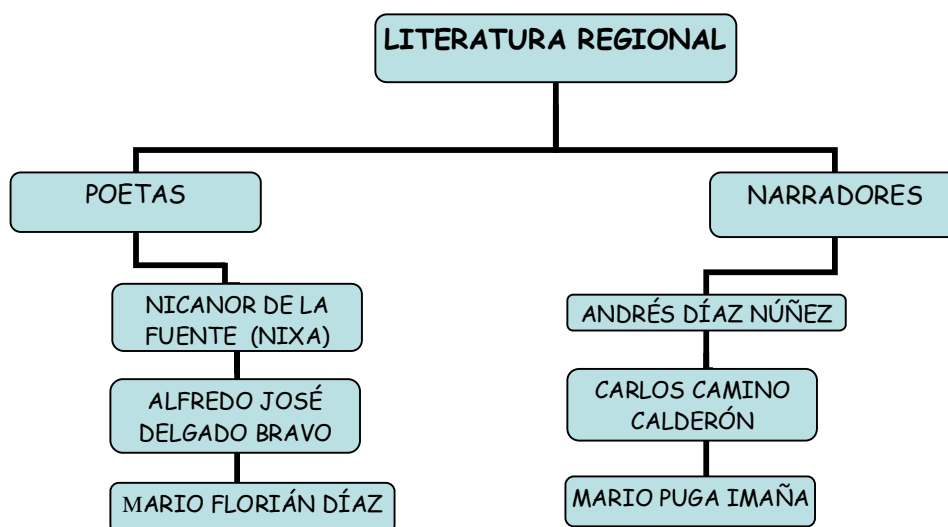 LITERATURA REGIONAL
POETAS
NARRADORES
NICANOR DE LA
FUENTE (NIXA)
ALFREDO JOSÉ
DELGADO BRAVO
MARIO FLORIÁN DÍAZ
ANDRÉS DÍAZ NÚÑEZ
CARLOS CAMINO
CALDERÓN
MARIO PUGA IMAÑA